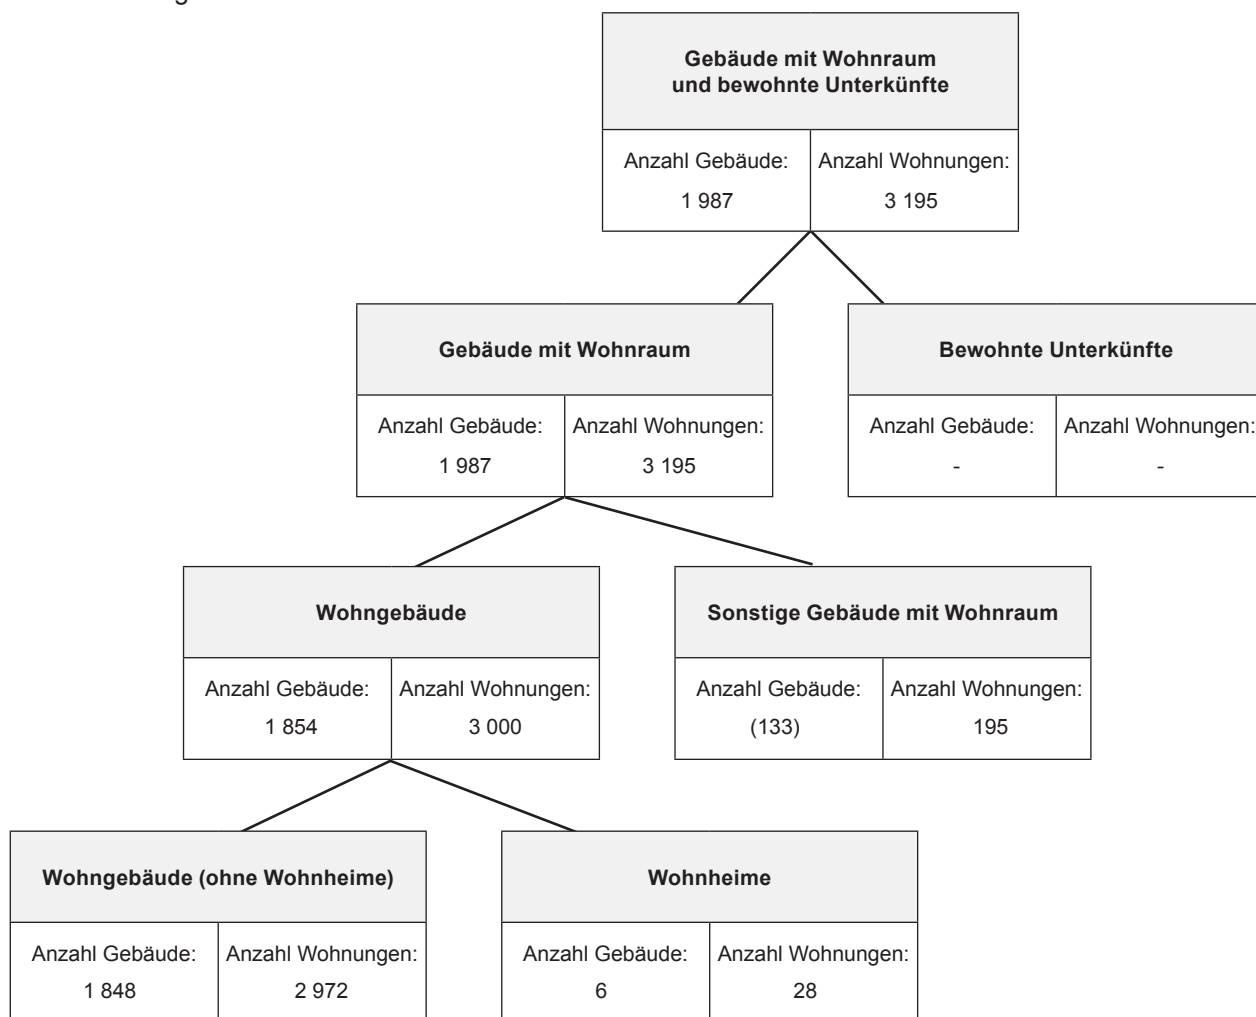 Gebäude mit Wohnraum
und bewohnte Unterkünfte
Anzahl Gebäude: Anzahl Wohnungen:
1 987 3 195
Gebäude mit Wohnraum Bewohnte Unterkünfte
Anzahl Gebäude: Anzahl Wohnungen: Anzahl Gebäude: Anzahl Wohnungen:
1 987 3 195 - -
Wohngebäude Sonstige Gebäude mit Wohnraum
Anzahl Gebäude: Anzahl Wohnungen: Anzahl Gebäude: Anzahl Wohnungen:
1 854 3 000 (133) 195
Wohngebäude (ohne Wohnheime) Wohnheime
Anzahl Gebäude: Anzahl Wohnungen: Anzahl Gebäude: Anzahl Wohnungen:
1 848 2 972 6 28